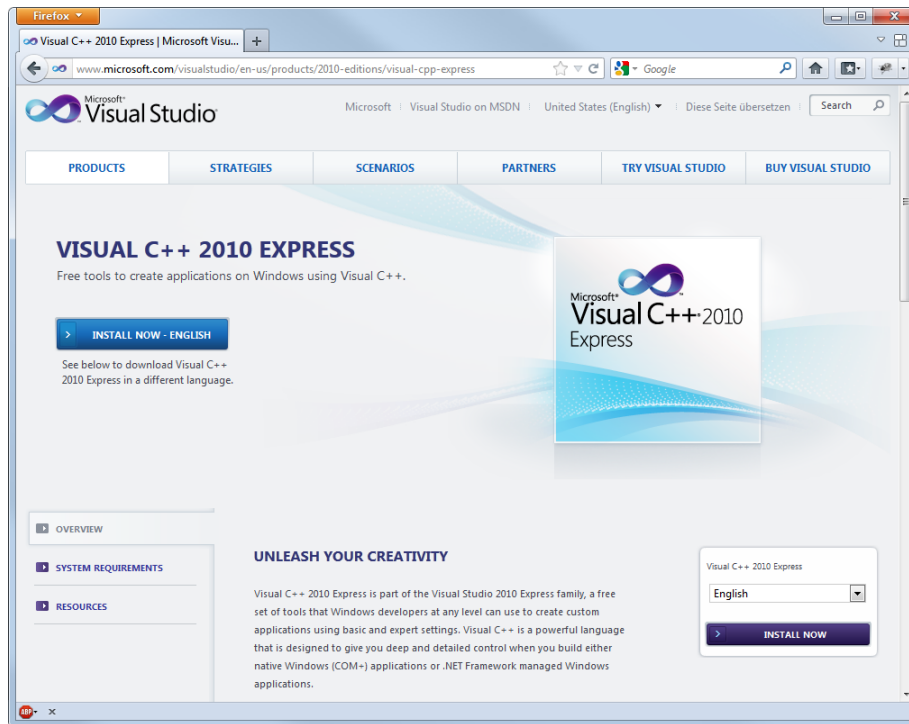 Firefox
Visual C++ 2010 Express | Microsoft Visu...
www.microsoft.com/visualstudio/en-us/products/2010-editions/visual-cpp-express
Google
Microsoft
Visual Studio
Microsoft
Visual Studio on MSDN
United States (English)
Diese Seite übersetzen
Search
PRODUCTS
STRATEGIES
SCENARIOS
PARTNERS
TRY VISUAL STUDIO
BUY VISUAL STUDIO
VISUAL C++ 2010 EXPRESS
Free tools to create applications on Windows using Visual C++.
INSTALL NOW - ENGLISH
See below to download Visual C++
2010 Express in a different language.
Microsoft
Visual C++ 2010
Express
OVERVIEW
SYSTEM REQUIREMENTS
RESOURCES
UNLEASH YOUR CREATIVITY
Visual C++ 2010 Express is part of the Visual Studio 2010 Express family, a free
set of tools that Windows developers at any level can use to create custom
applications using basic and expert settings. Visual C++ is a powerful language
that is designed to give you deep and detailed control when you build either
native Windows (COM+) applications or .NET Framework managed Windows
applications.
Visual C++ 2010 Express
English
INSTALL NOW
ABP